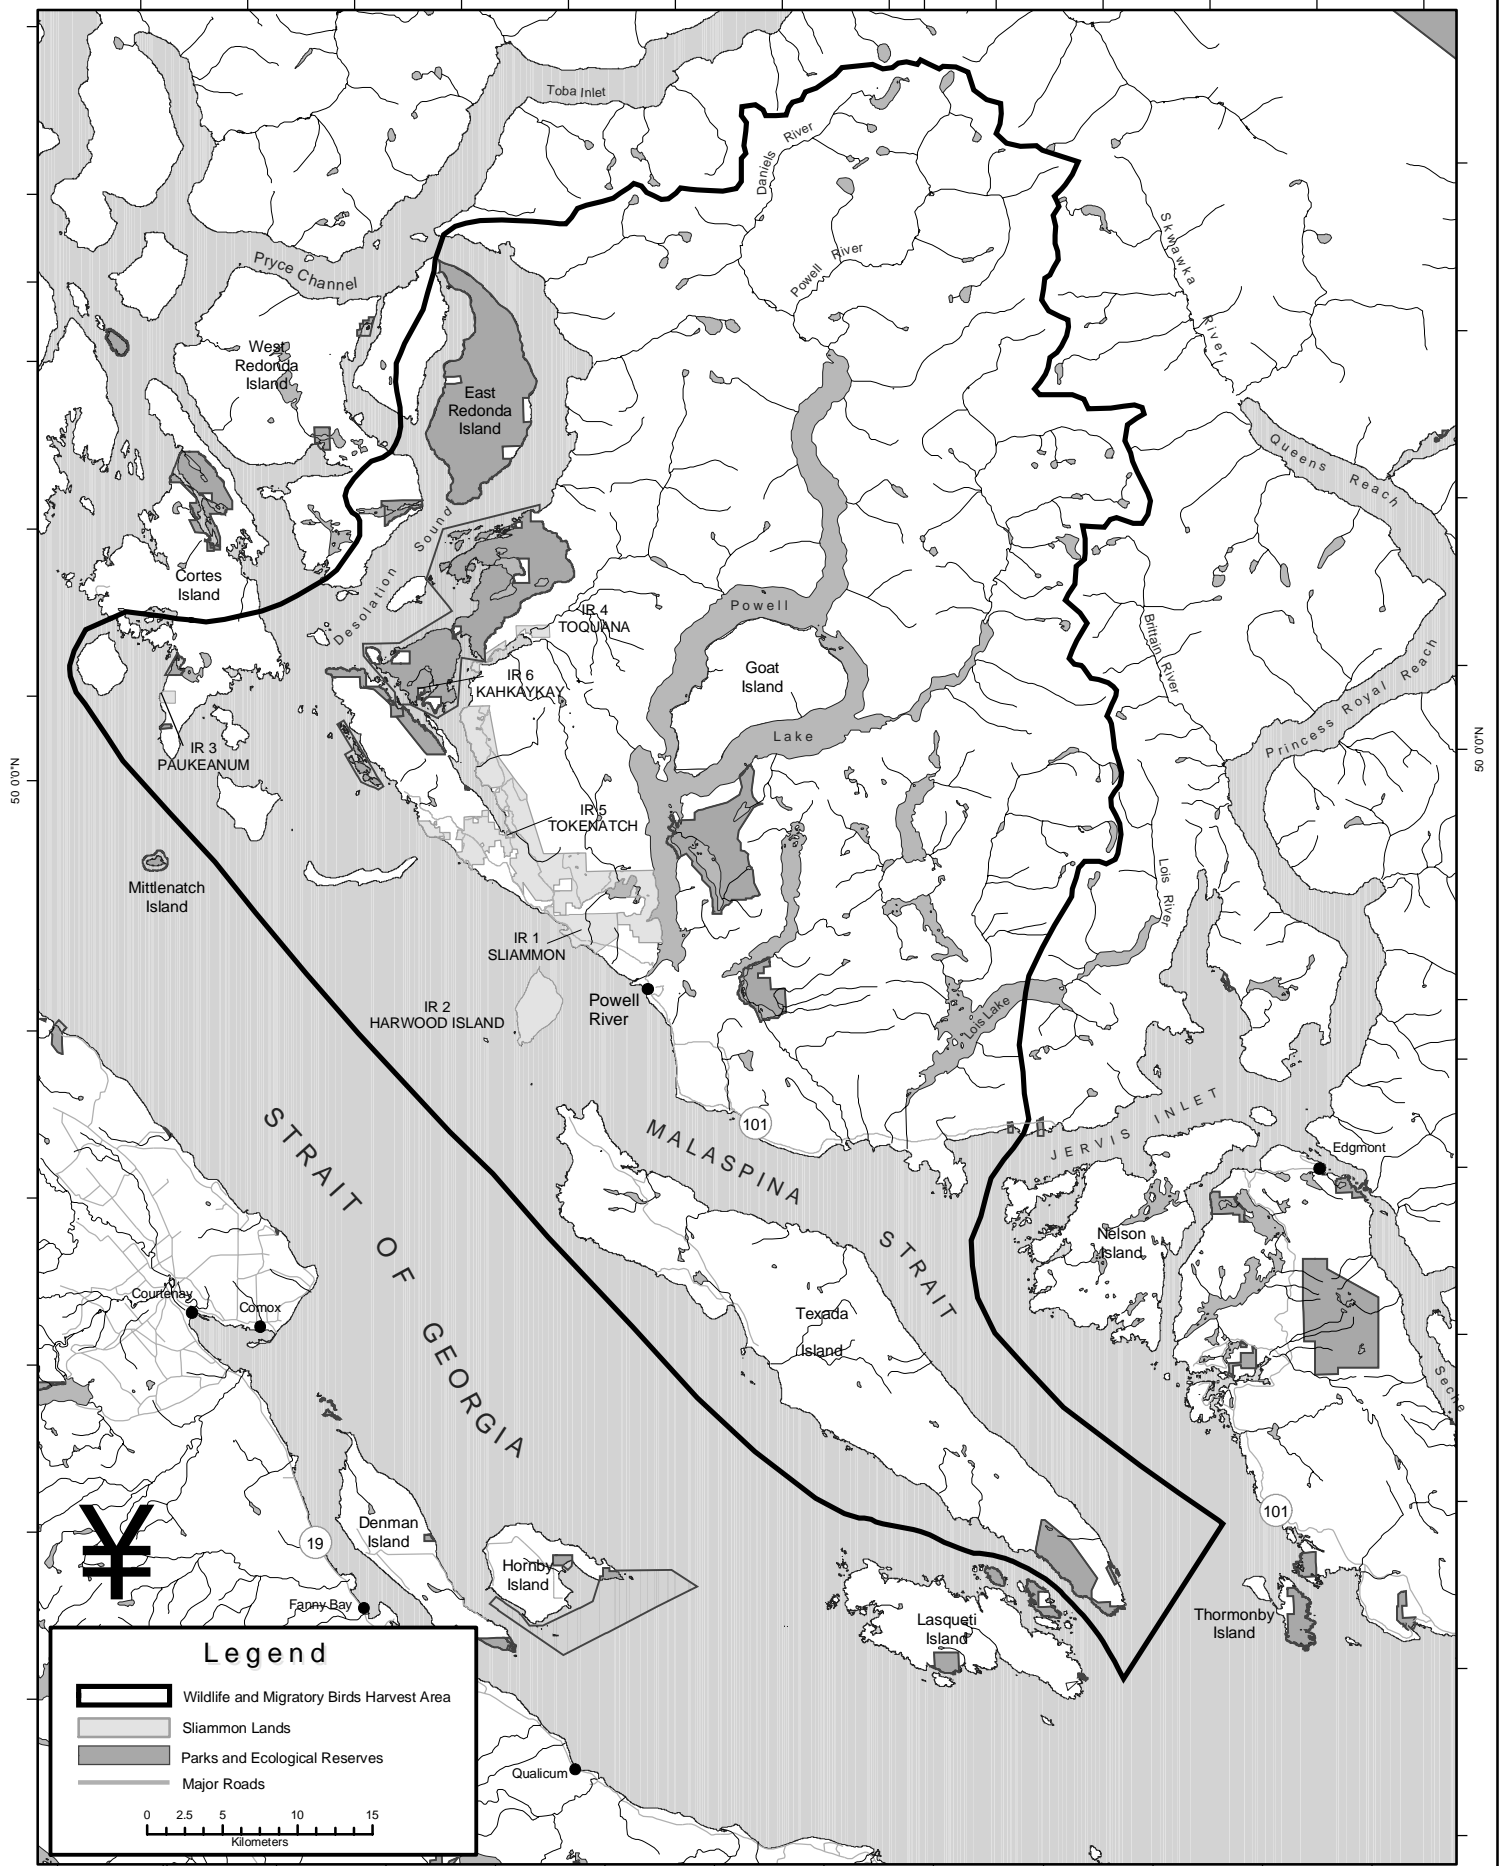 Toba Inlet
Daniels River
Pryce Channel
Powell River
Skwawka River
West
Redonda
Island
East
Redonda
Island
Queens Reach
Desolation Sound
Cortes
Island
IR 4
TOQUANA
Powell
Brittain River
Goat
Island
IR 6
KAHKAYKAY
Princess Royal Reach
Lake
IR 3
PAUKEANUM
50 0'0"N
50 0'0"N
IR 5
TOKENATCH
Mittlenatch
Island
Lois River
IR 1
SLIAMMON
IR 2
HARWOOD ISLAND
Powell
River
Lois Lake
101
MALASPINA STRAIT
JERVIS INLET
Edgmont
STRAIT OF GEORGIA
Nelson
Island
Courtenay
Comox
Texada
Island
Seche
19
Denman
Island
101
¥
Hornby
Island
Fanny Bay
Lasqueti
Island
Thormonby
Island
Legend
Wildlife and Migratory Birds Harvest Area
Sliammon Lands
Parks and Ecological Reserves
Major Roads
0 2.5 5 10 15
Kilometers
Qualicum